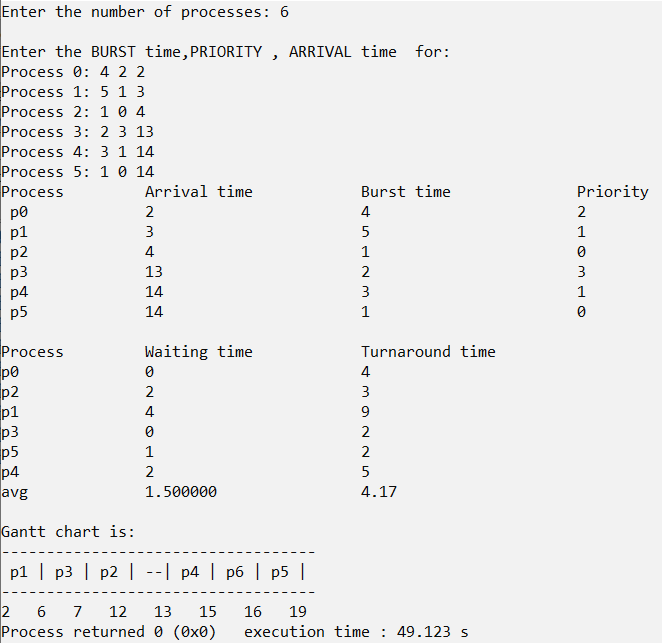 Enter the number of processes: 6
Enter the BURST time,PRIORITY , ARRIVAL time  for:
Process 0: 4 2 2
Process 1: 5 1 3
Process 2: 1 0 4
Process 3: 2 3 13
Process 4: 3 1 14
Process 5: 1 0 14
Process         Arrival time            Burst time              Priority
 p0             2                       4                       2
 p1             3                       5                       1
 p2             4                       1                       0
 p3             13                      2                       3
 p4             14                      3                       1
 p5             14                      1                       0
Process         Waiting time            Turnaround time
p0              0                       4
p2              2                       3
p1              4                       9
p3              0                       2
p5              1                       2
p4              2                       5
avg             1.500000                4.17
Gantt chart is:
-----------------------------------
 p1 | p3 | p2 | --| p4 | p6 | p5 |
-----------------------------------
2   6   7   12   13   15   16   19
Process returned 0 (0x0)   execution time : 49.123 s